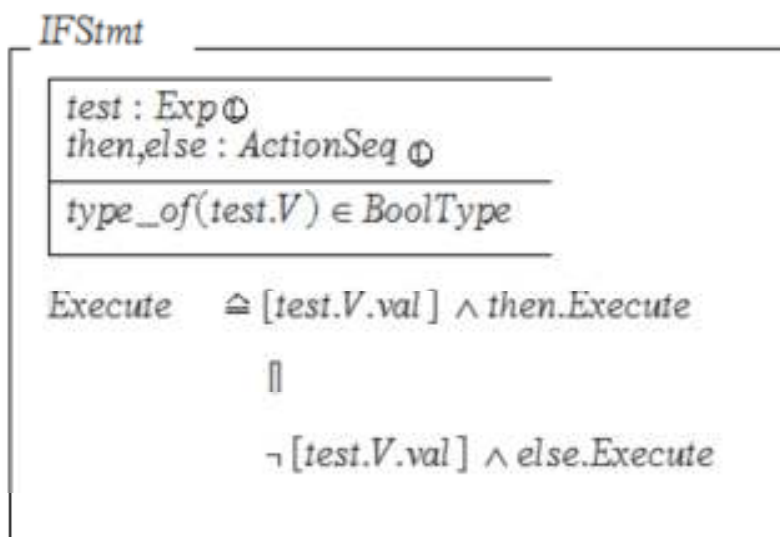 IFStmt
test : Exp Ⓒ
then,else : ActionSeq Ⓒ
type_of(test.V) ∈ BoolType
Execute ≙ [test.V.val] ∧ then.Execute
▯
¬ [test.V.val] ∧ else.Execute